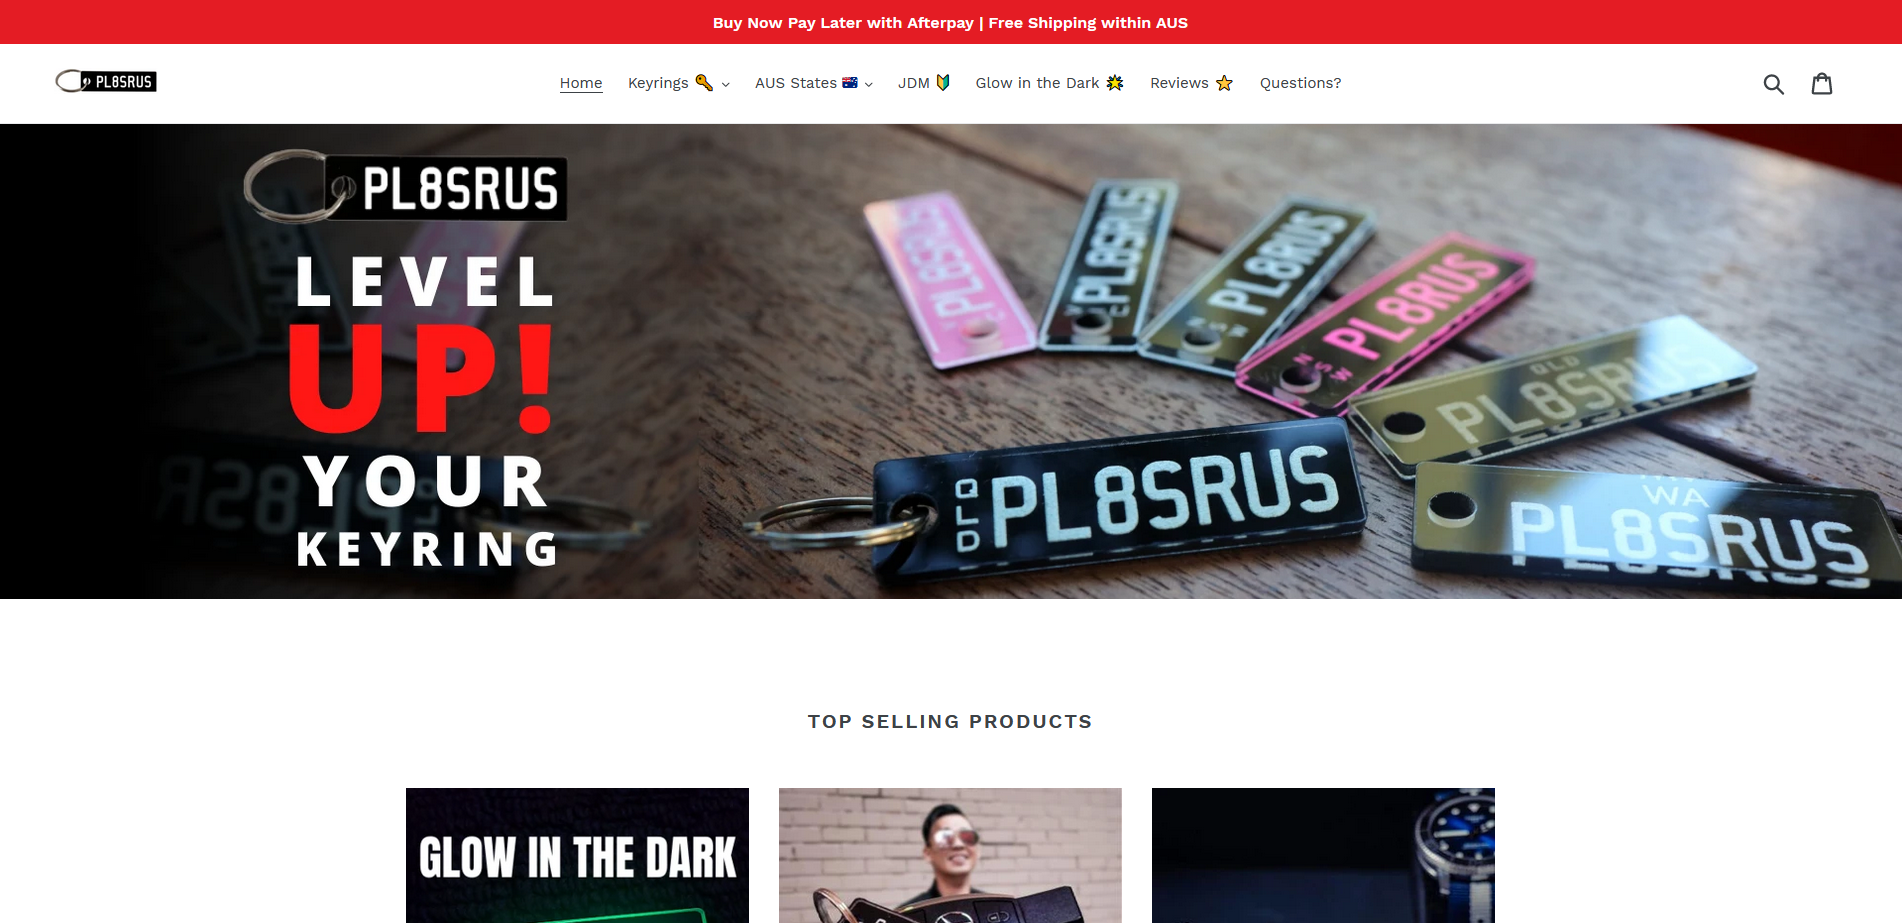 Buy Now Pay Later with Afterpay | Free Shipping within AUS
PL8SRUS
Home
Keyrings
AUS States
JDM
Glow in the Dark
Reviews
Questions?
PL8SRUS
LEVEL
UP!
YOUR
KEYRING
PL8SRUS
PL8SRUS
NSW PL8RUS
NSW PL8RUS
QLD
PL8SRUS
QLD PL8SRUS
WA
PL8SRUS
TOP SELLING PRODUCTS
GLOW IN THE DARK